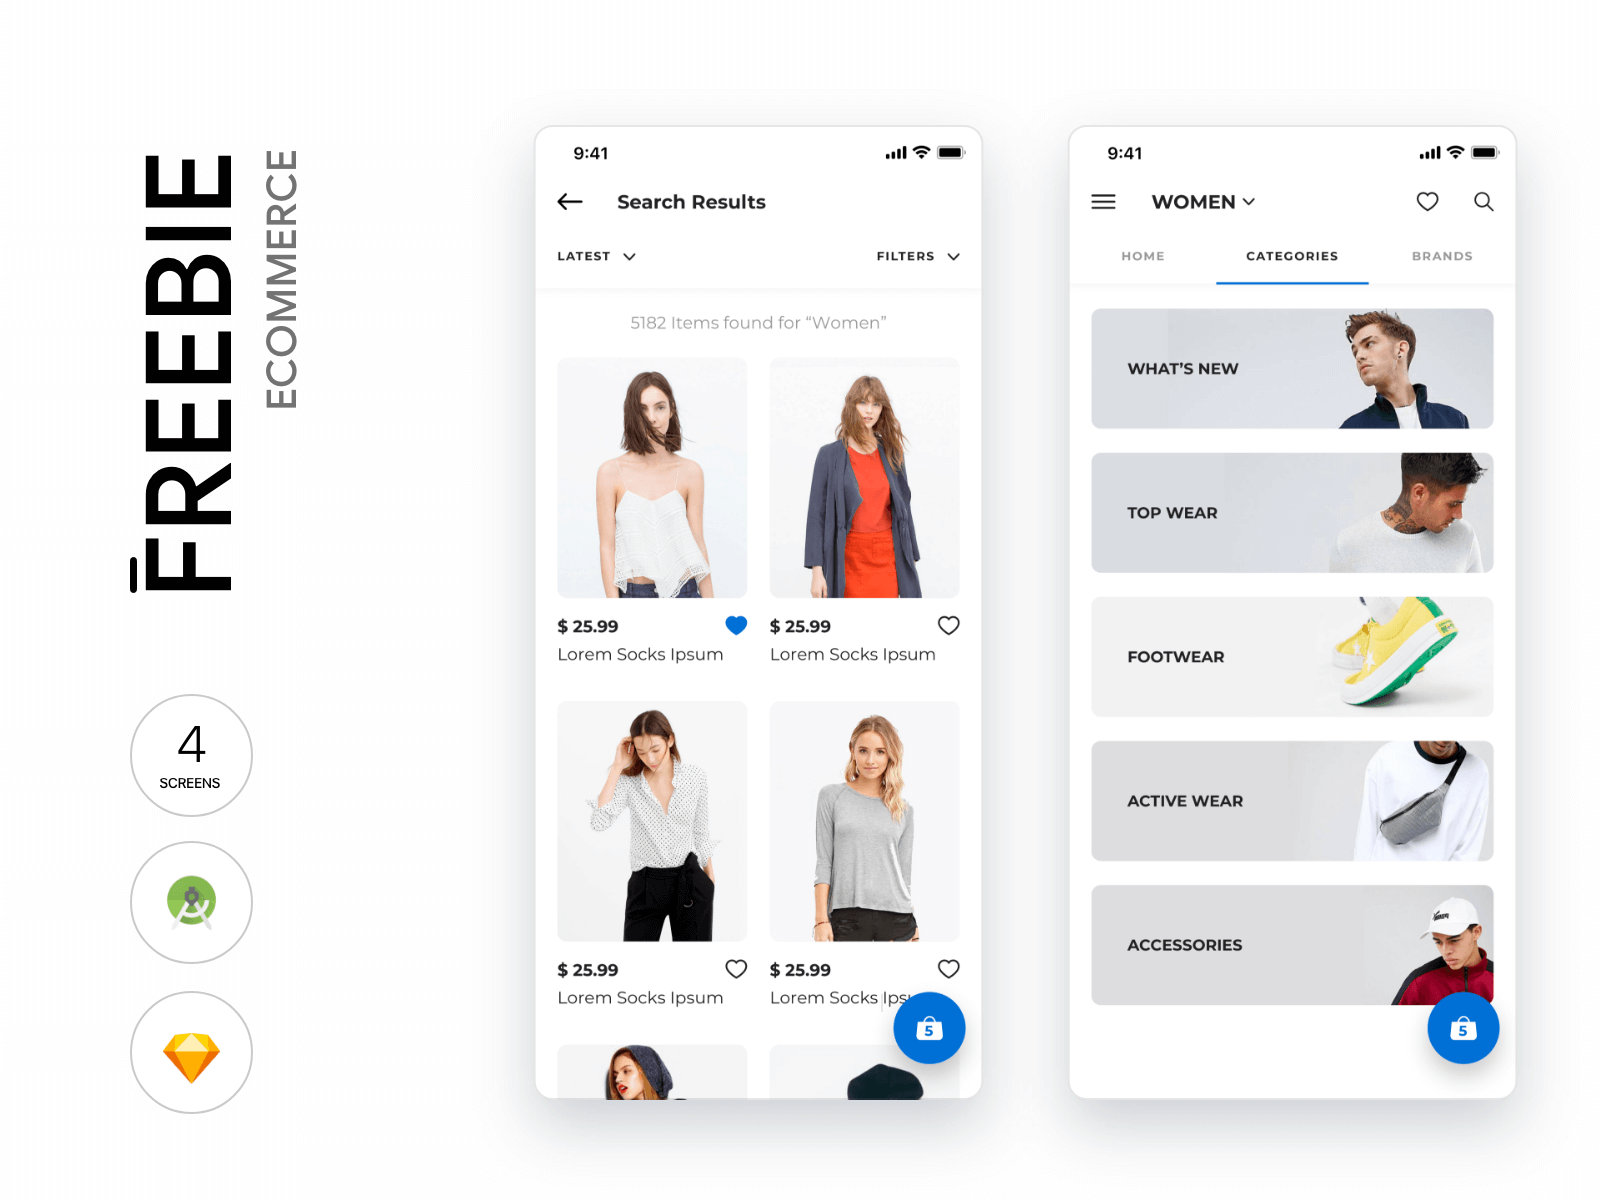 FREEBIE
ECOMMERCE
4
SCREENS
9:41
Search Results
LATEST
FILTERS
5182 Items found for “Women”
$ 25.99
Lorem Socks Ipsum
$ 25.99
Lorem Socks Ipsum
$ 25.99
Lorem Socks Ipsum
$ 25.99
Lorem Socks Ips
5
9:41
WOMEN
HOME
CATEGORIES
BRANDS
WHAT’S NEW
TOP WEAR
FOOTWEAR
ACTIVE WEAR
ACCESSORIES
5